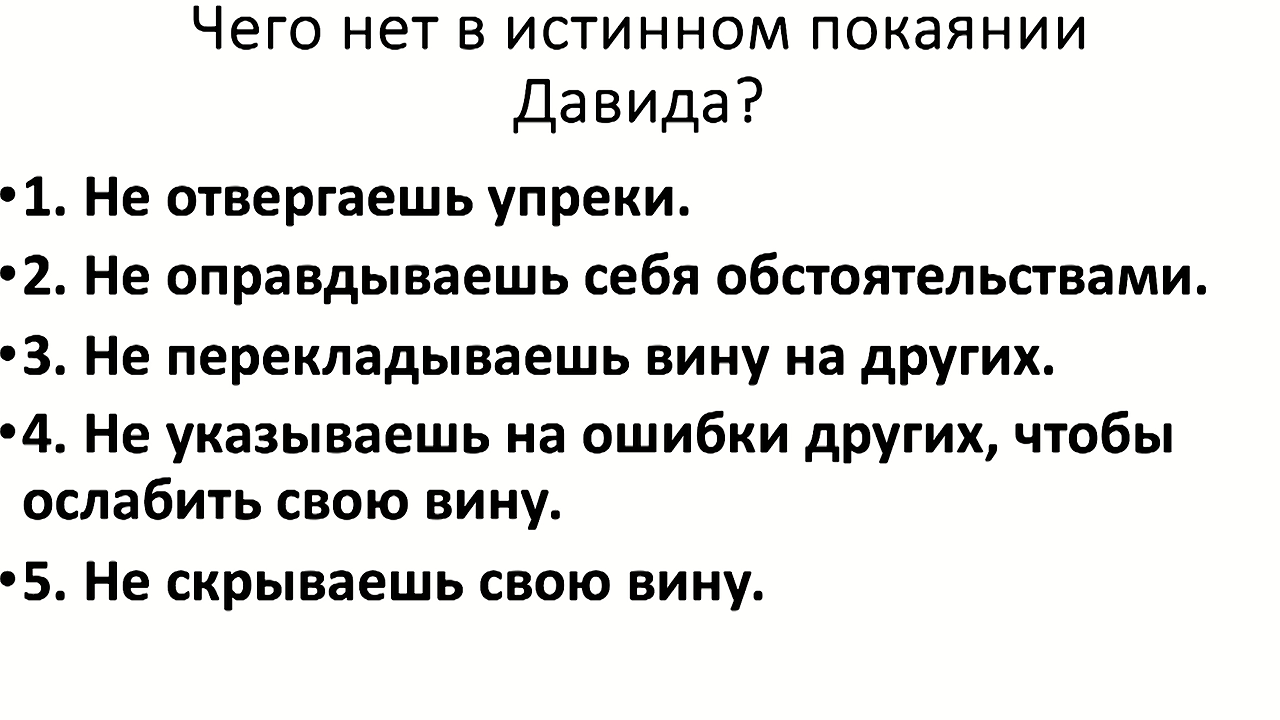 Чего нет в истинном покаянии
Давида?
•1. Не отвергаешь упреки.
•2. Не оправдываешь себя обстоятельствами.
•3. Не перекладываешь вину на других.
•4. Не указываешь на ошибки других, чтобы
ослабить свою вину.
•5. Не скрываешь свою вину.